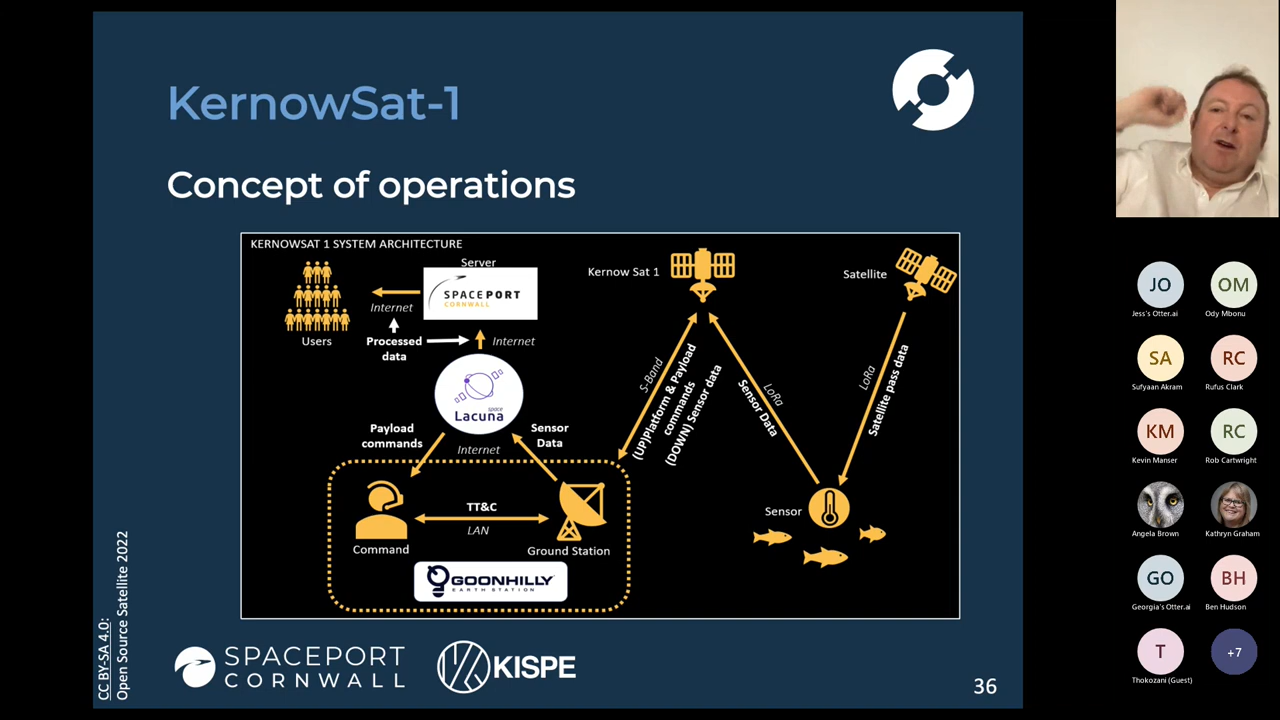 KernowSat-1
Concept of operations
KERNOWSAT 1 SYSTEM ARCHITECTURE
Server
SPACEPORT
CORNWALL
Internet
Users
Processed
data
Internet
space
Lacuna
Payload
commands
Sensor
Data
Internet
TT&C
LAN
Command
Ground Station
GOONHILLY
EARTH STATION
Kernow Sat 1
Satellite
S-Band
(UP)Platform & Payload
commands
(DOWN) Sensor data
LoRa
Sensor Data
LoRa
Satellite pass data
Sensor
CC BY-SA 4.0:
Open Source Satellite 2022
SPACEPORT
CORNWALL
KISPE
36
JO
Jess's Otter.ai
OM
Ody Mbonu
SA
Sufyaan Akram
RC
Rufus Clark
KM
Kevin Manser
RC
Rob Cartwright
Angela Brown
Kathryn Graham
GO
Georgia's Otter.ai
BH
Ben Hudson
T
Thokozani (Guest)
+7